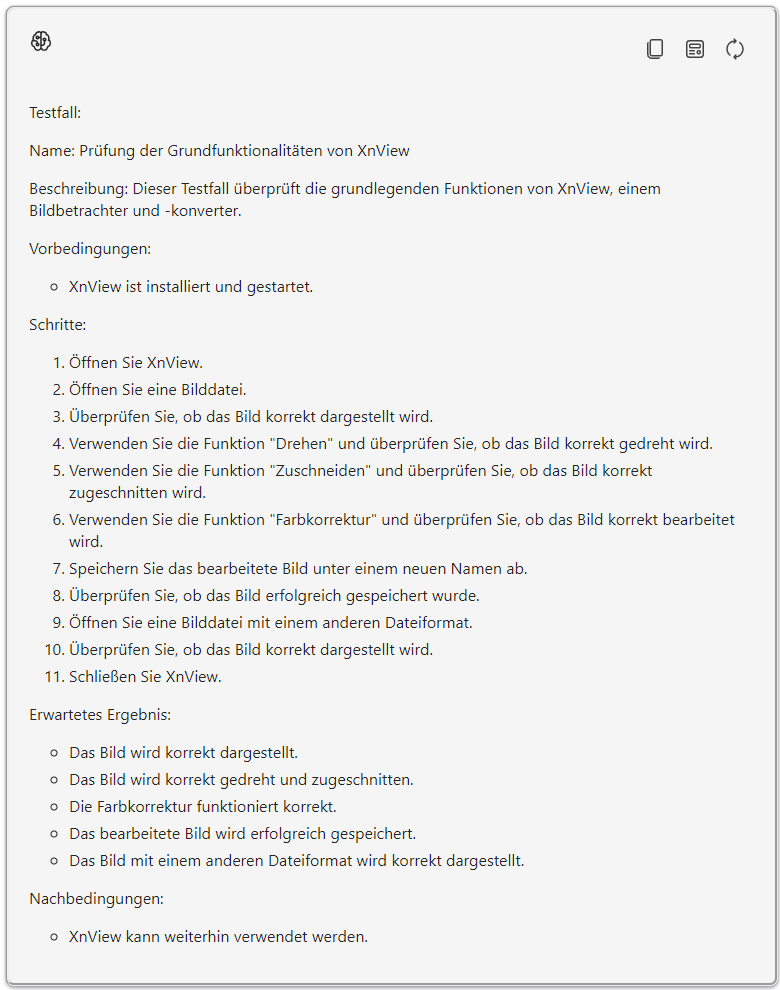 Testfall:
Name: Prüfung der Grundfunktionalitäten von XnView
Beschreibung: Dieser Testfall überprüft die grundlegenden Funktionen von XnView, einem
Bildbetrachter und -konverter.
Vorbedingungen:
XnView ist installiert und gestartet.
Schritte:
1. Öffnen Sie XnView.
2. Öffnen Sie eine Bilddatei.
3. Überprüfen Sie, ob das Bild korrekt dargestellt wird.
4. Verwenden Sie die Funktion "Drehen" und überprüfen Sie, ob das Bild korrekt gedreht wird.
5. Verwenden Sie die Funktion "Zuschneiden" und überprüfen Sie, ob das Bild korrekt
zugeschnitten wird.
6. Verwenden Sie die Funktion "Farbkorrektur" und überprüfen Sie, ob das Bild korrekt bearbeitet
wird.
7. Speichern Sie das bearbeitete Bild unter einem neuen Namen ab.
8. Überprüfen Sie, ob das Bild erfolgreich gespeichert wurde.
9. Öffnen Sie eine Bilddatei mit einem anderen Dateiformat.
10. Überprüfen Sie, ob das Bild korrekt dargestellt wird.
11. Schließen Sie XnView.
Erwartetes Ergebnis:
Das Bild wird korrekt dargestellt.
Das Bild wird korrekt gedreht und zugeschnitten.
Die Farbkorrektur funktioniert korrekt.
Das bearbeitete Bild wird erfolgreich gespeichert.
Das Bild mit einem anderen Dateiformat wird korrekt dargestellt.
Nachbedingungen:
XnView kann weiterhin verwendet werden.